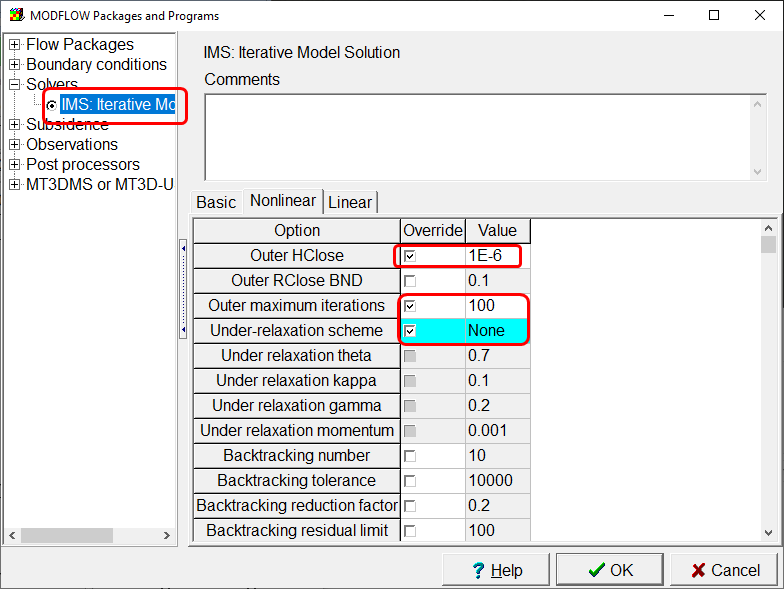 MODFLOW Packages and Programs
Flow Packages
Boundary conditions
Solvers
IMS: Iterative Mo
Subsidence
Observations
Post processors
MT3DMS or MT3D-U
IMS: Iterative Model Solution
Comments
Basic Nonlinear Linear
Option Override Value
Outer HClose 1E-6
Outer RClose BND 0.1
Outer maximum iterations 100
Under-relaxation scheme None
Under relaxation theta 0.7
Under relaxation kappa 0.1
Under relaxation gamma 0.2
Under relaxation momentum 0.001
Backtracking number 10
Backtracking tolerance 10000
Backtracking reduction factor 0.2
Backtracking residual limit 100
? Help OK Cancel